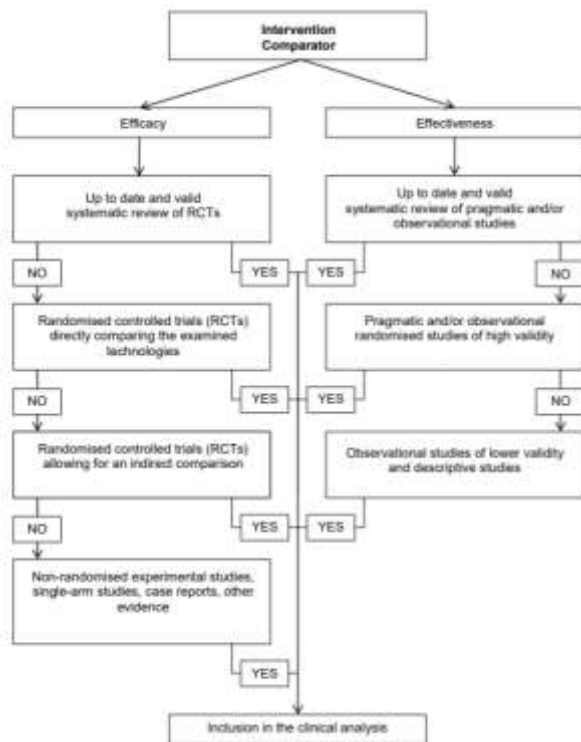 Intervention
Comparator
Efficacy
Effectiveness
Up to date and valid
systematic review of RCTs
Up to date and valid
systematic review of pragmatic and/or
observational studies
NO
YES
YES
NO
Randomised controlled trials (RCTs)
directly comparing the examined
technologies
Pragmatic and/or observational
randomised studies of high validity
NO
YES
YES
NO
Randomised controlled trials (RCTs)
allowing for an indirect comparison
Observational studies of lower validity
and descriptive studies
NO
YES
YES
Non-randomised experimental studies,
single-arm studies, case reports, other
evidence
YES
Inclusion in the clinical analysis